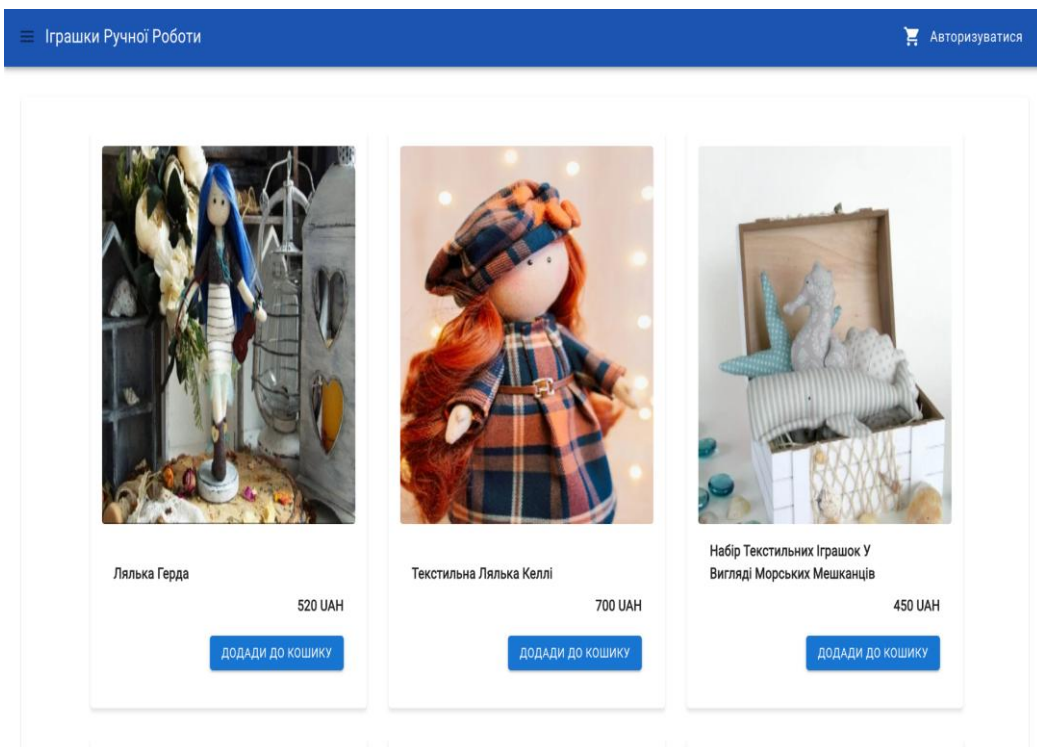 Іграшки Ручної Роботи
Авторизуватися
Лялька Герда
520 UAH
ДОДАДИ ДО КОШИКУ
Текстильна Лялька Келлі
700 UAH
ДОДАДИ ДО КОШИКУ
Набір Текстильних Іграшок У
Вигляді Морських Мешканців
450 UAH
ДОДАДИ ДО КОШИКУ